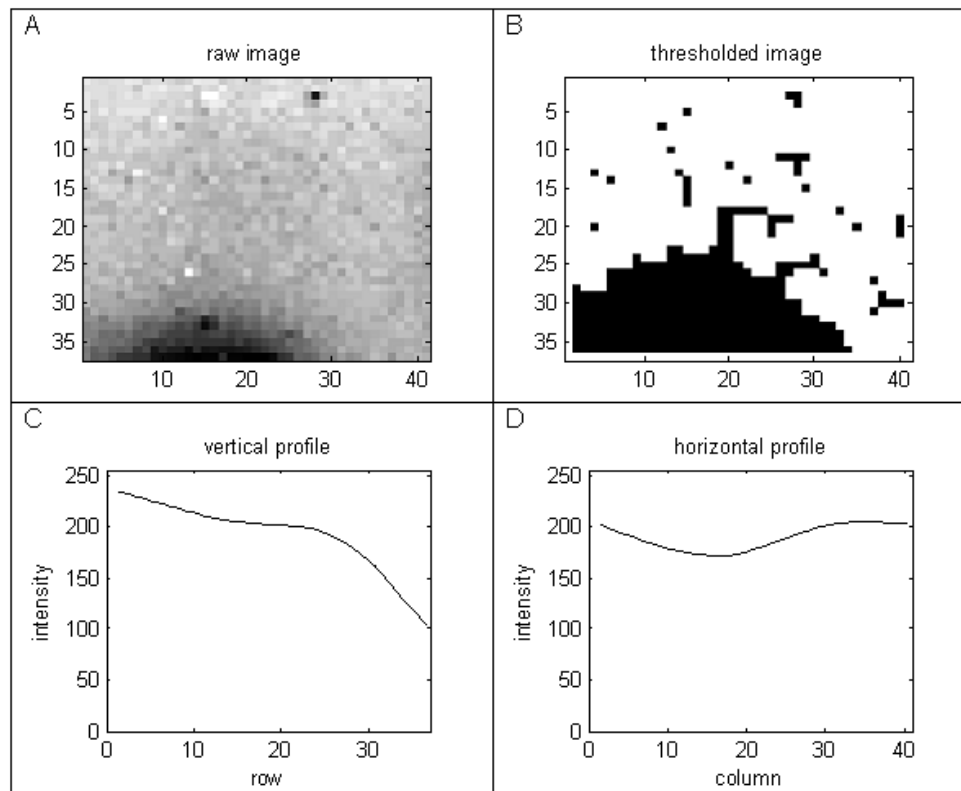 A
raw image
5
10
15
20
25
30
35
10 20 30 40
B
thresholded image
5
10
15
20
25
30
35
10 20 30 40
C
vertical profile
250
200
150
100
50
0
0 10 20 30
intensity
row
D
horizontal profile
250
200
150
100
50
0
0 10 20 30 40
intensity
column